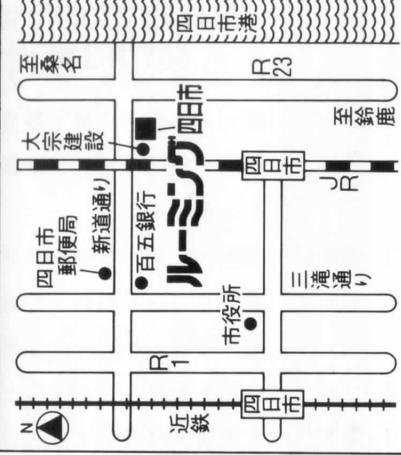 四日市港
至桑名
R
23
至鈴鹿
大宗建設
四日市
ルーミング
四日市
JR
四日市
郵便局
新道通り
百五銀行
三滝通り
市役所
R
1
N
近鉄
四日市